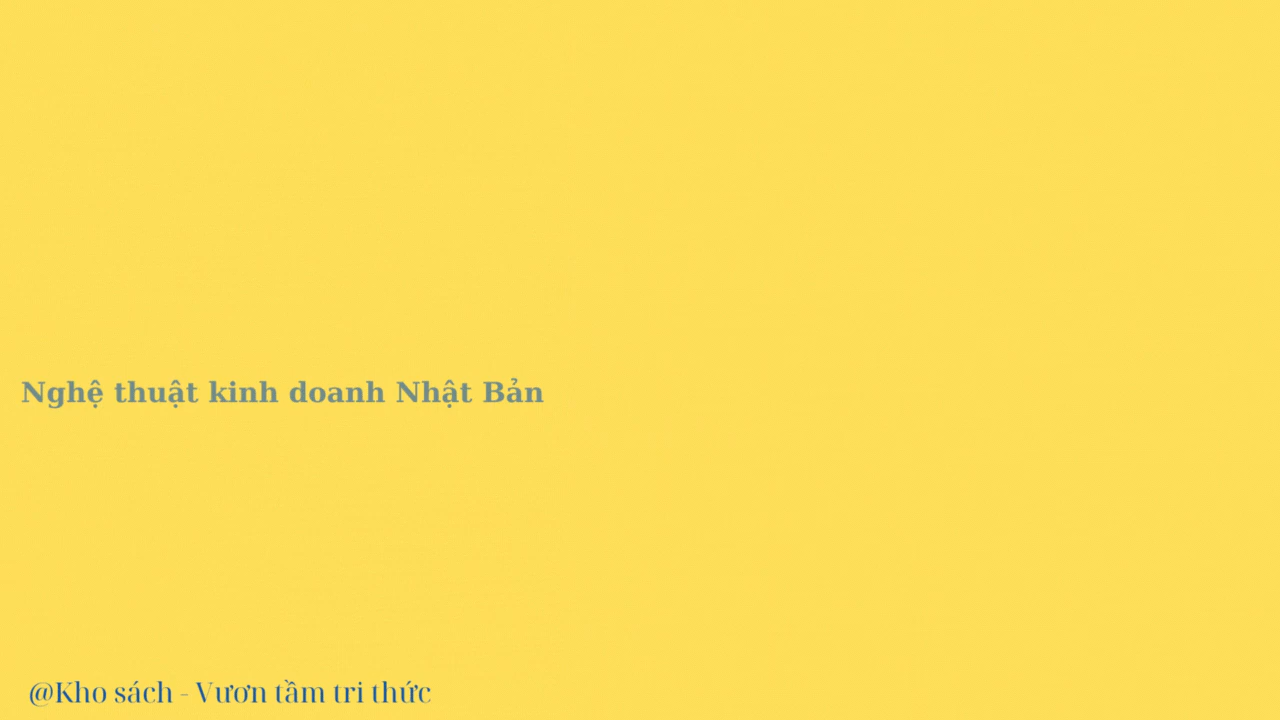 Nghệ thuật kinh doanh Nhật Bản
@Kho sách - Vươn tầm tri thức